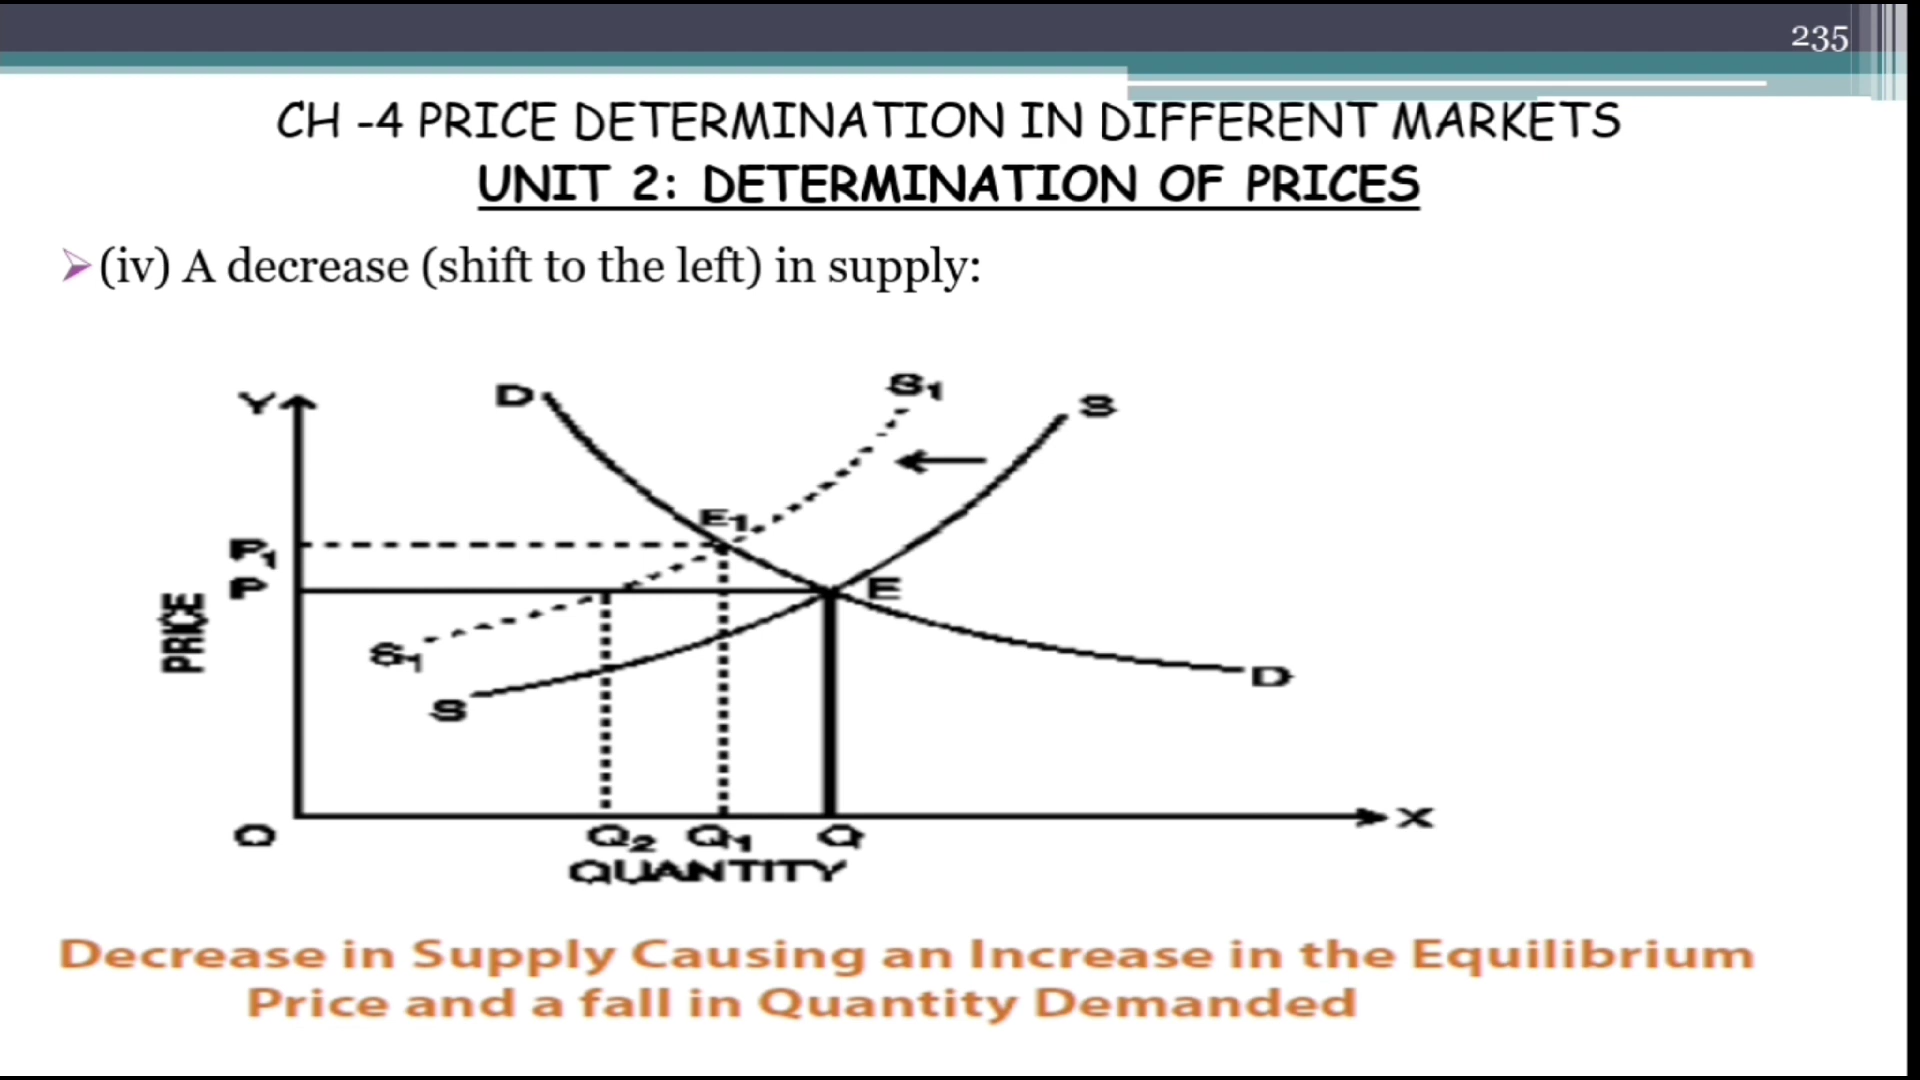 235
CH -4 PRICE DETERMINATION IN DIFFERENT MARKETS
UNIT 2: DETERMINATION OF PRICES
(iv) A decrease (shift to the left) in supply:
Y
D
S₁
S
E₁
P₁
P
E
PRICE
S₁
S
D
O
Q₂ Q₁ Q
X
QUANTITY
Decrease in Supply Causing an Increase in the Equilibrium
Price and a fall in Quantity Demanded